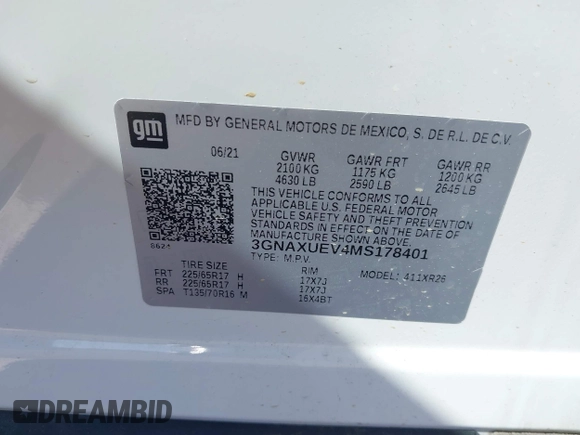 gm
MFD BY GENERAL MOTORS DE MEXICO, S. DE R.L. DE C.V.
06/21 GVWR GAWR FRT GAWR RR
2100 KG 1175 KG 1200 KG
4630 LB 2590 LB 2645 LB
THIS VEHICLE CONFORMS TO ALL
APPLICABLE U.S. FEDERAL MOTOR
VEHICLE SAFETY AND THEFT PREVENTION
STANDARDS IN EFFECT ON THE DATE OF
MANUFACTURE SHOWN ABOVE.
3GNAXUEV4MS178401
TYPE: M.P.V. MODEL: 411XR26
TIRE SIZE RIM
FRT 225/65R17 H 17X7J
RR 225/65R17 H 17X7J
SPA T135/70R16 M 16X4BT
DREAMBID